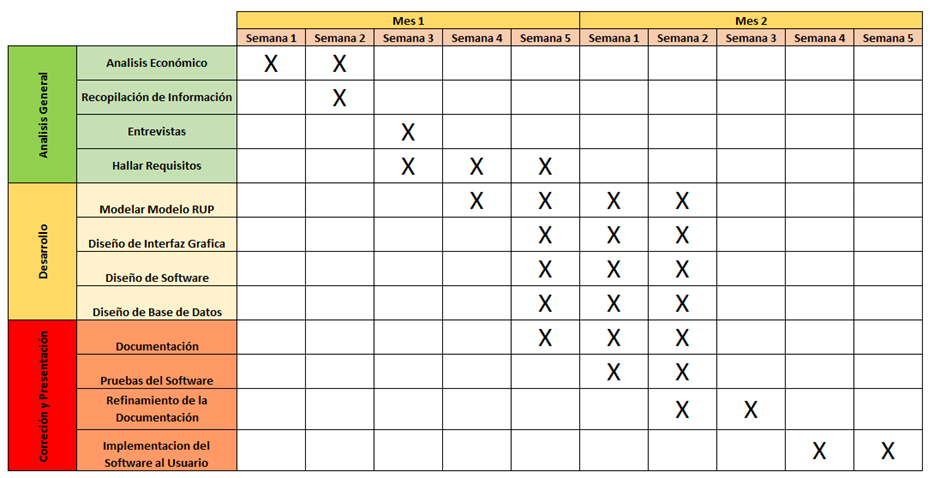 Mes 1 Mes 2
Semana 1 Semana 2 Semana 3 Semana 4 Semana 5 Semana 1 Semana 2 Semana 3 Semana 4 Semana 5
Analisis General
Analisis Económico X X
Recopilación de Información X
Entrevistas X
Hallar Requisitos X X X
Desarrollo
Modelar Modelo RUP X X X X
Diseño de Interfaz Grafica X X X
Diseño de Software X X X
Diseño de Base de Datos X X X
Correción y Presentación
Documentación X X X
Pruebas del Software X X
Refinamiento de la
Documentación X X
Implementacion del
Software al Usuario X X